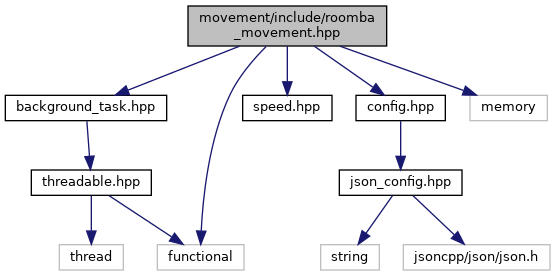 movement/include/roomba
_movement.hpp
background_task.hpp
speed.hpp
config.hpp
memory
threadable.hpp
json_config.hpp
thread
functional
string
jsoncpp/json/json.h